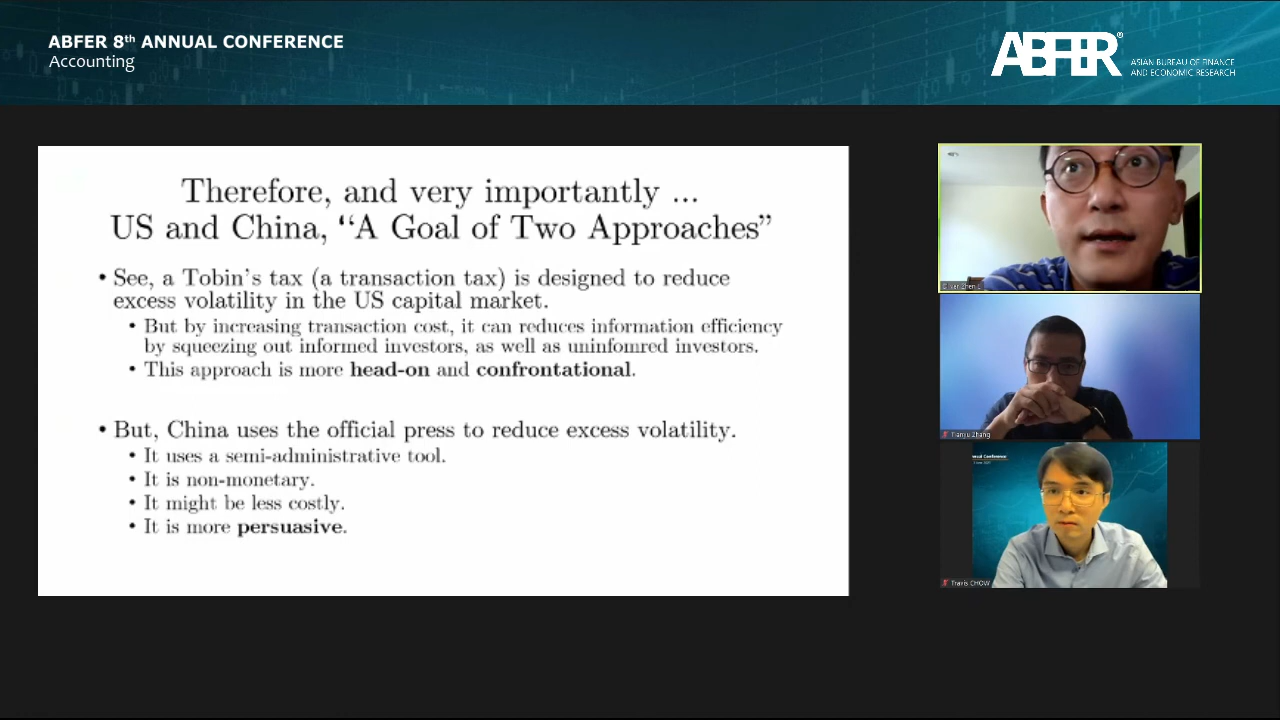 ABFER 8th ANNUAL CONFERENCE
Accounting
ABFER®
ASIAN BUREAU OF FINANCE
AND ECONOMIC RESEARCH
Therefore, and very importantly ...
US and China, “A Goal of Two Approaches”
• See, a Tobin’s tax (a transaction tax) is designed to reduce
excess volatility in the US capital market.
• But by increasing transaction cost, it can reduces information efficiency
by squeezing out informed investors, as well as uninfomred investors.
• This approach is more head-on and confrontational.
• But, China uses the official press to reduce excess volatility.
• It uses a semi-administrative tool.
• It is non-monetary.
• It might be less costly.
• It is more persuasive.
Zhen
Tianyu Zhang
Conference
Travis CHOW